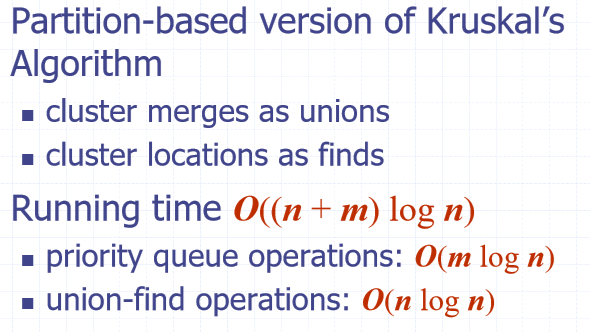 Partition-based version of Kruskal's
Algorithm
■ cluster merges as unions
■ cluster locations as finds
Running time O((n + m) log n)
■ priority queue operations: O(m log n)
■ union-find operations: O(n log n)